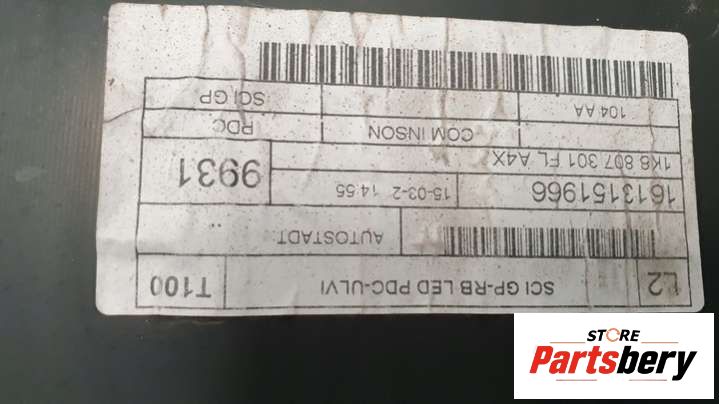 L2 SCI GP-RB LED PDC-ULVI T100
AUTOSTADT:
1613151966 15-03-2 14:55 9931
1K8 807 301 FL A4X
COM INSON PDC
104 AA SCI GP
STORE
Partsbery